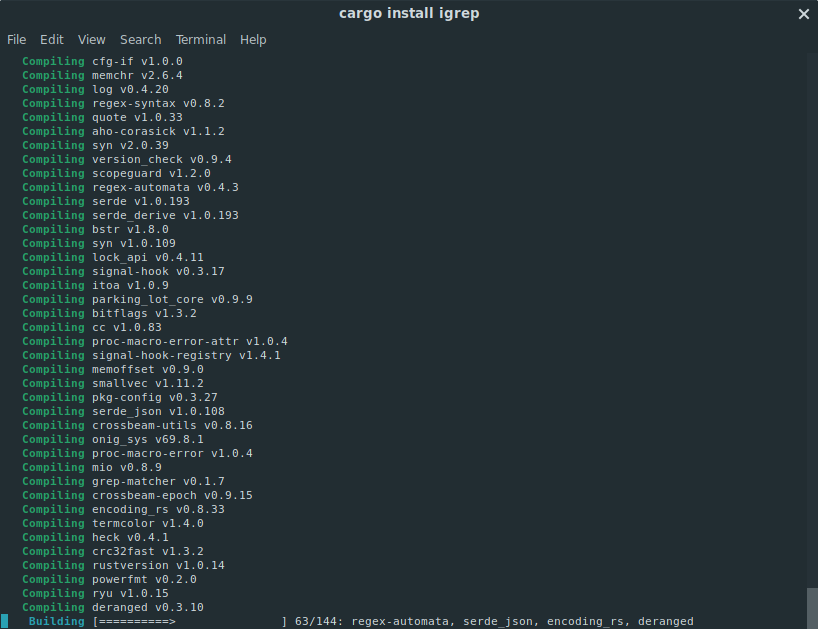 cargo install igrep
File Edit View Search Terminal Help
Compiling cfg-if v1.0.0
Compiling memchr v2.6.4
Compiling log v0.4.20
Compiling regex-syntax v0.8.2
Compiling quote v1.0.33
Compiling aho-corasick v1.1.2
Compiling syn v2.0.39
Compiling version_check v0.9.4
Compiling scopeguard v1.2.0
Compiling regex-automata v0.4.3
Compiling serde v1.0.193
Compiling serde_derive v1.0.193
Compiling bstr v1.8.0
Compiling syn v1.0.109
Compiling lock_api v0.4.11
Compiling signal-hook v0.3.17
Compiling itoa v1.0.9
Compiling parking_lot_core v0.9.9
Compiling bitflags v1.3.2
Compiling cc v1.0.83
Compiling proc-macro-error-attr v1.0.4
Compiling signal-hook-registry v1.4.1
Compiling memoffset v0.9.0
Compiling smallvec v1.11.2
Compiling pkg-config v0.3.27
Compiling serde_json v1.0.108
Compiling crossbeam-utils v0.8.16
Compiling onig_sys v69.8.1
Compiling proc-macro-error v1.0.4
Compiling mio v0.8.9
Compiling grep-matcher v0.1.7
Compiling crossbeam-epoch v0.9.15
Compiling encoding_rs v0.8.33
Compiling termcolor v1.4.0
Compiling heck v0.4.1
Compiling crc32fast v1.3.2
Compiling rustversion v1.0.14
Compiling powerfmt v0.2.0
Compiling ryu v1.0.15
Compiling deranged v0.3.10
Building [==========>               ] 63/144: regex-automata, serde_json, encoding_rs, deranged